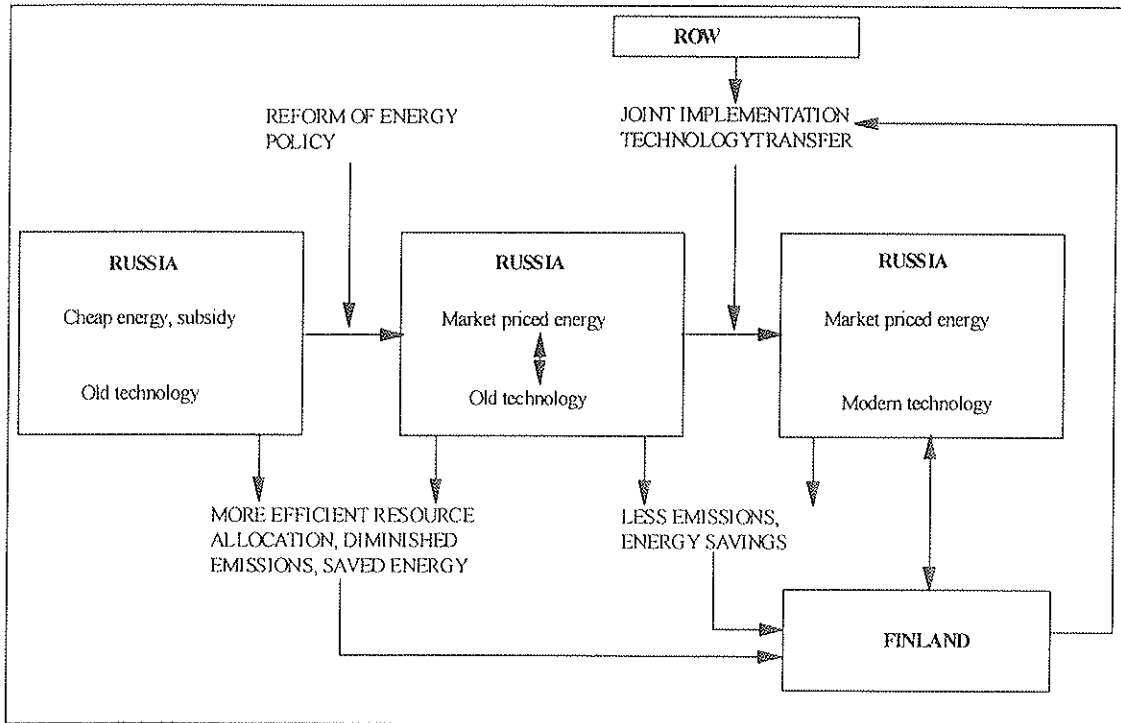 ROW
REFORM OF ENERGY
POLICY
JOINT IMPLEMENTATION
TECHNOLOGYTRANSFER
RUSSIA
Cheap energy, subsidy
Old technology
RUSSIA
Market priced energy
Old technology
RUSSIA
Market priced energy
Modern technology
MORE EFFICIENT RESOURCE
ALLOCATION, DIMINISHED
EMISSIONS, SAVED ENERGY
LESS EMISSIONS,
ENERGY SAVINGS
FINLAND